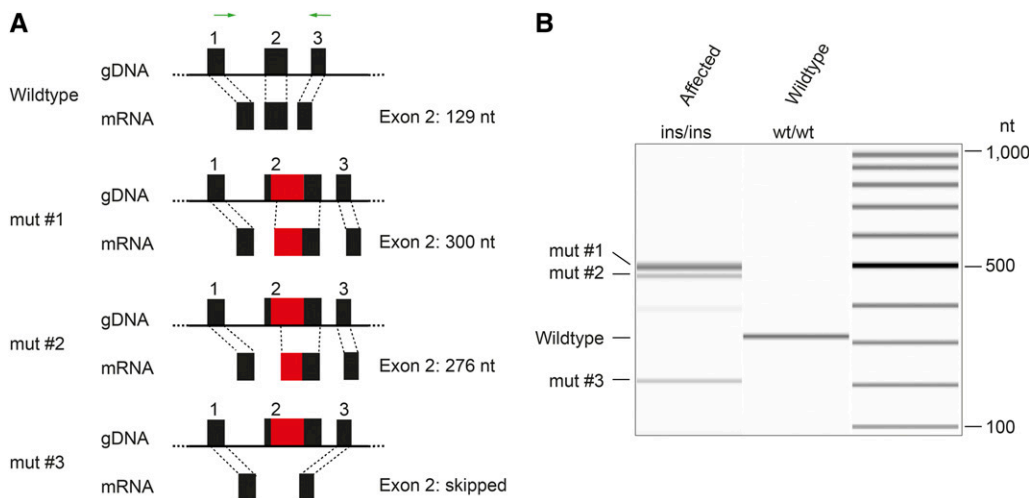 A
1 2 3
gDNA
Wildtype
mRNA
Exon 2: 129 nt
1 2 3
gDNA
mut #1
mRNA
Exon 2: 300 nt
1 2 3
gDNA
mut #2
mRNA
Exon 2: 276 nt
1 2 3
gDNA
mut #3
mRNA
Exon 2: skipped
B
Affected
Wildtype
ins/ins
wt/wt
nt
1,000
mut #1
mut #2
500
Wildtype
mut #3
100